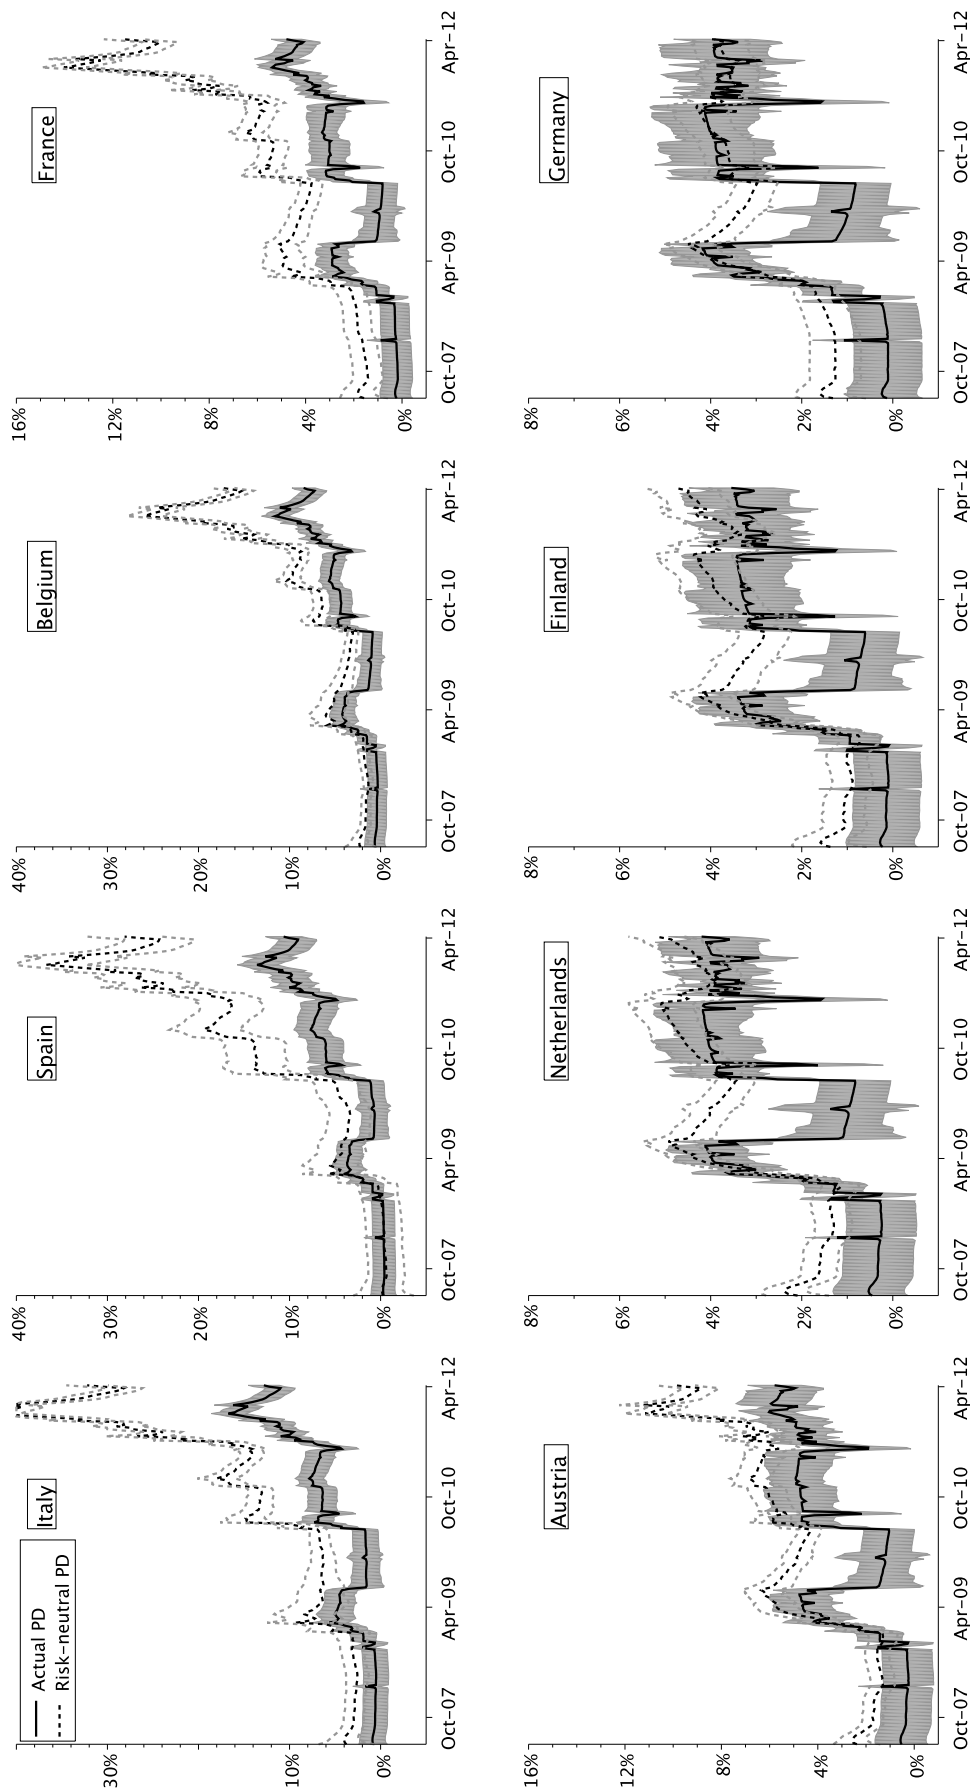 Actual PD
Risk-neutral PD
Italy
30%
10%
0%
Oct-07 Apr-09 Oct-10 Apr-12
Spain
40%
30%
20%
10%
0%
Oct-07 Apr-09 Oct-10 Apr-12
Belgium
40%
30%
20%
10%
0%
Oct-07 Apr-09 Oct-10 Apr-12
France
16%
12%
8%
4%
0%
Oct-07 Apr-09 Oct-10 Apr-12
Austria
16%
12%
4%
0%
Oct-07 Apr-09 Oct-10 Apr-12
Netherlands
8%
6%
4%
2%
0%
Oct-07 Apr-09 Oct-10 Apr-12
Finland
8%
6%
4%
2%
0%
Oct-07 Apr-09 Oct-10 Apr-12
Germany
8%
6%
4%
2%
0%
Oct-07 Apr-09 Oct-10 Apr-12